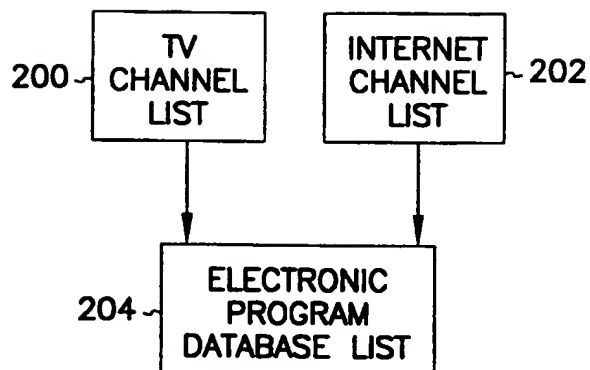 TV
CHANNEL
LIST
200
INTERNET
CHANNEL
LIST
202
ELECTRONIC
PROGRAM
DATABASE LIST
204